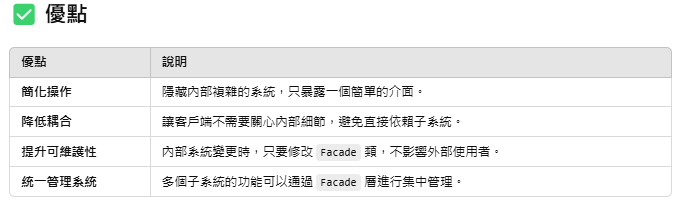 ✅ 優點
優點 說明
簡化操作 隱藏內部複雜的系統，只暴露一個簡單的介面。
降低耦合 讓客戶端不需要關心內部細節，避免直接依賴子系統。
提升可維護性 內部系統變更時，只要修改 Facade 類，不影響外部使用者。
統一管理系統 多個子系統的功能可以通過 Facade 層進行集中管理。